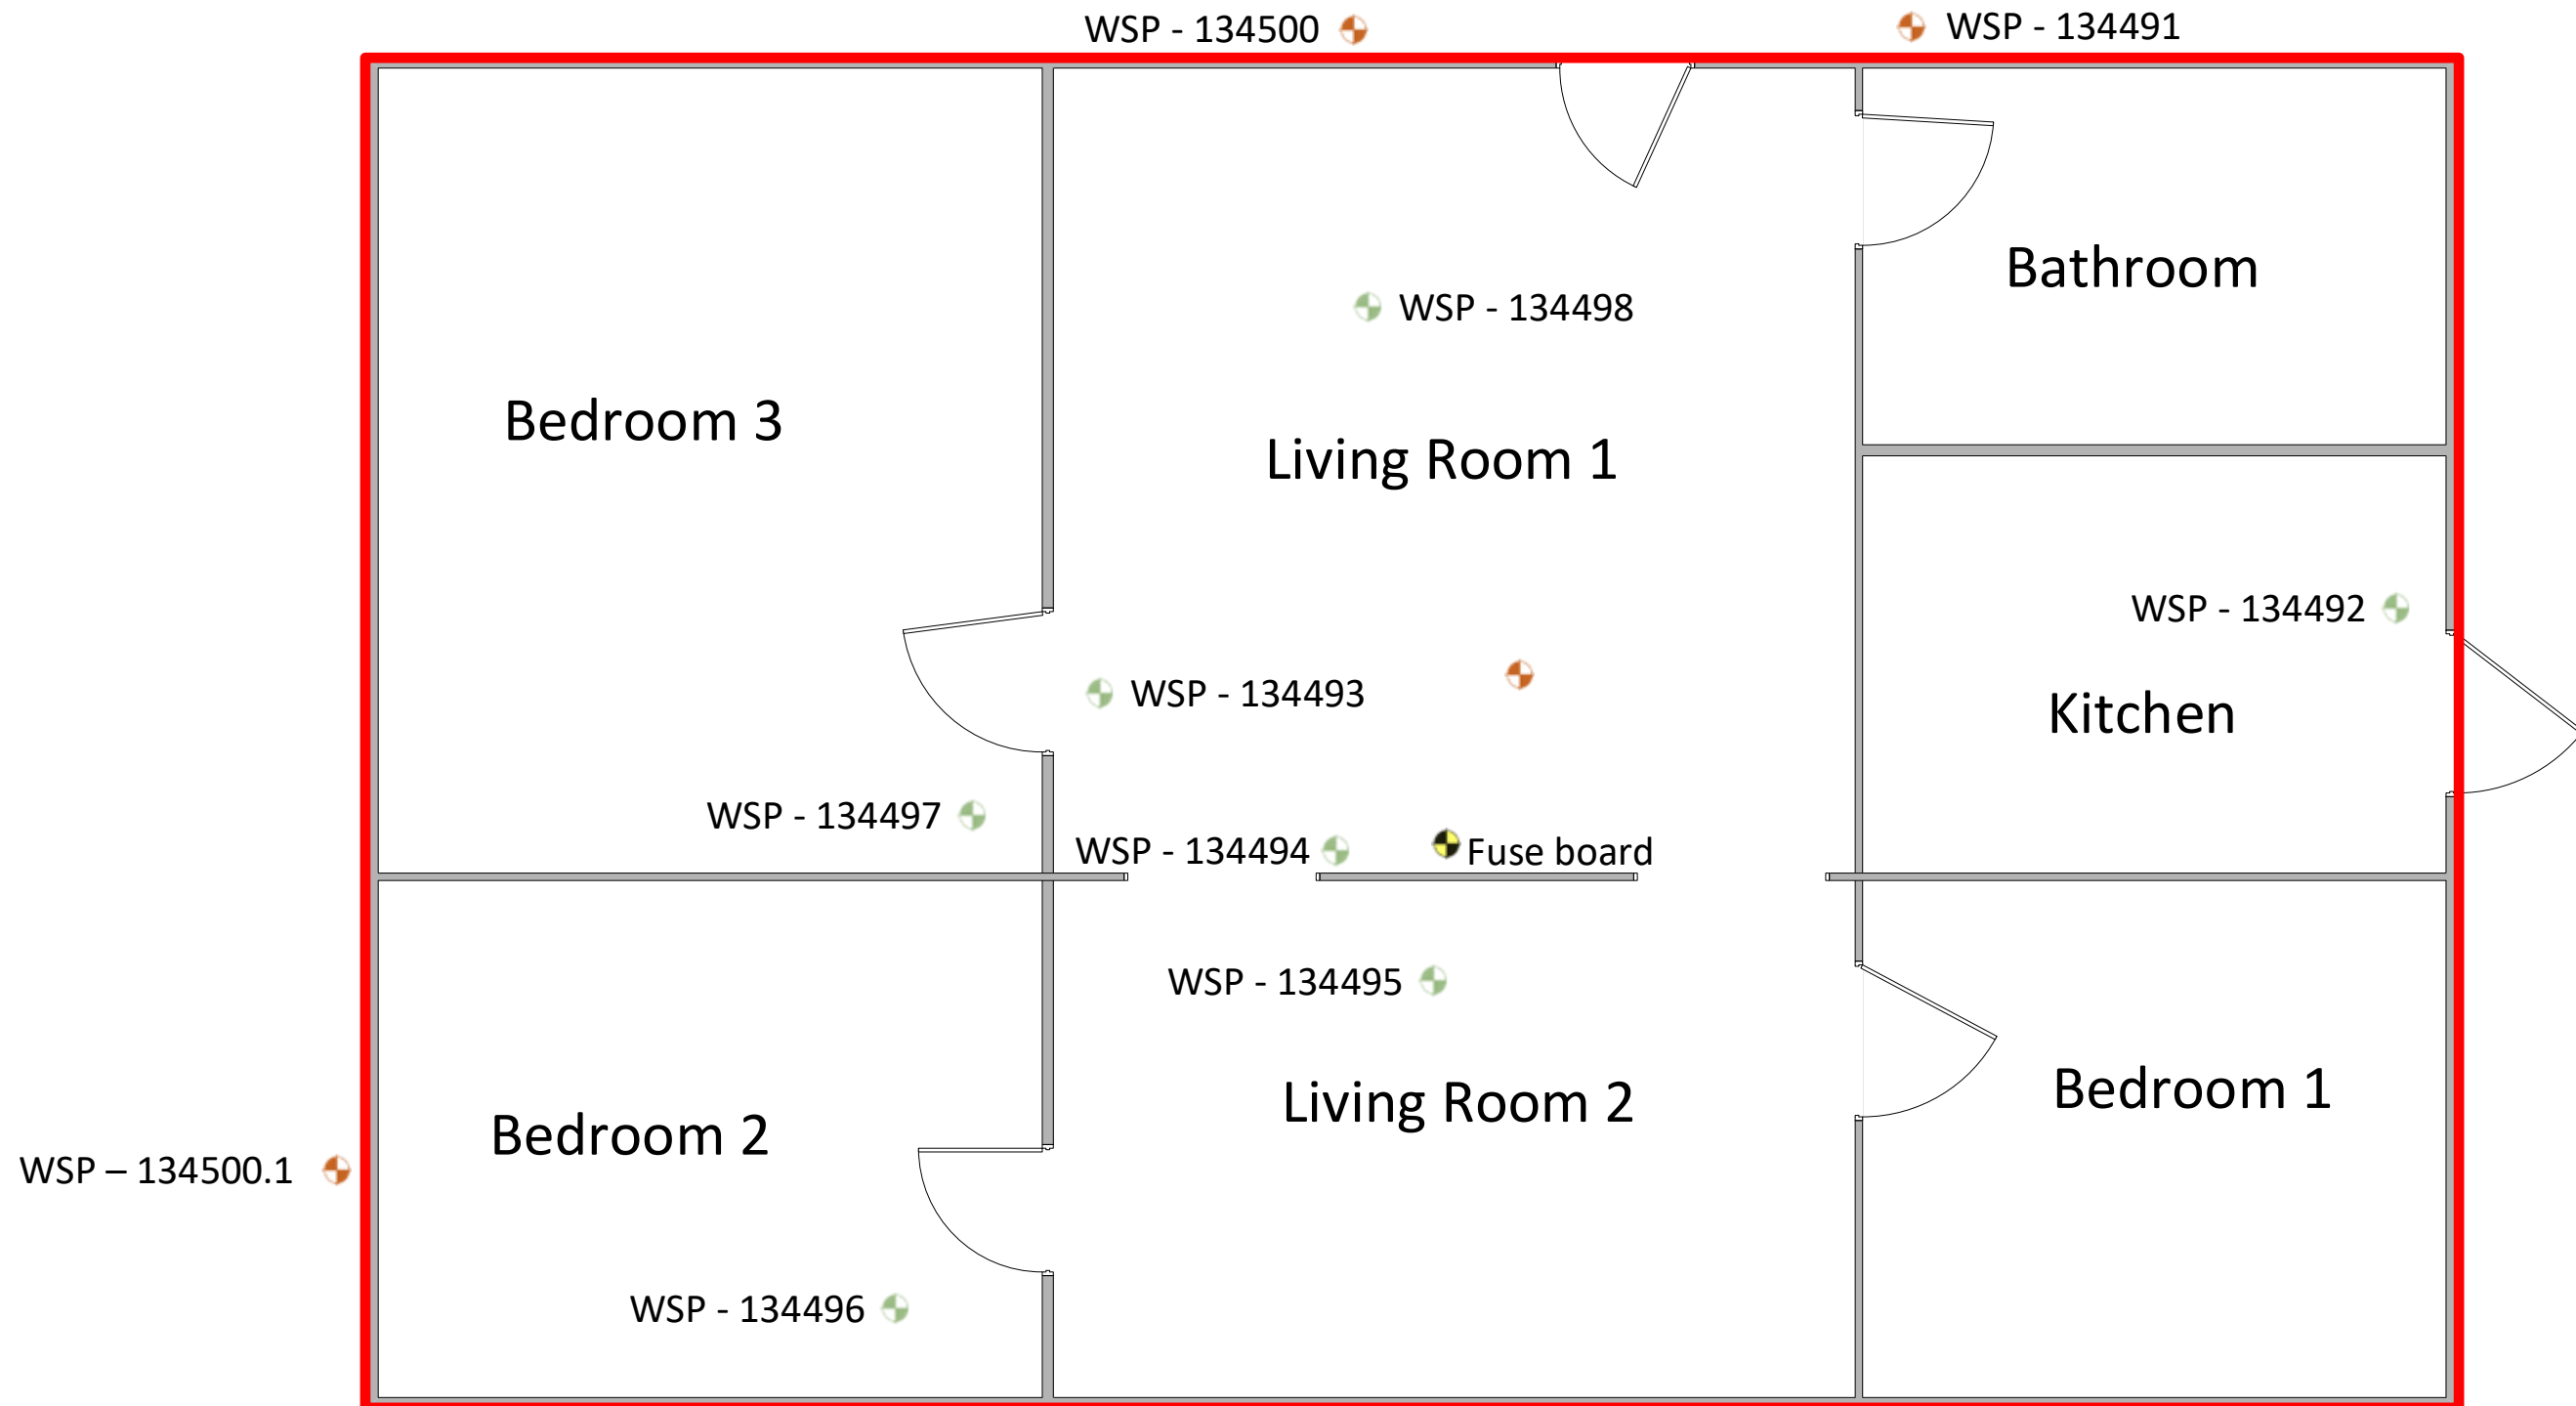 WSP - 134500
WSP - 134491
Bathroom
WSP - 134498
Bedroom 3
Living Room 1
WSP - 134492
WSP - 134493
Kitchen
WSP - 134497
WSP - 134494
Fuse board
WSP - 134495
Bedroom 1
Living Room 2
Bedroom 2
WSP – 134500.1
WSP - 134496